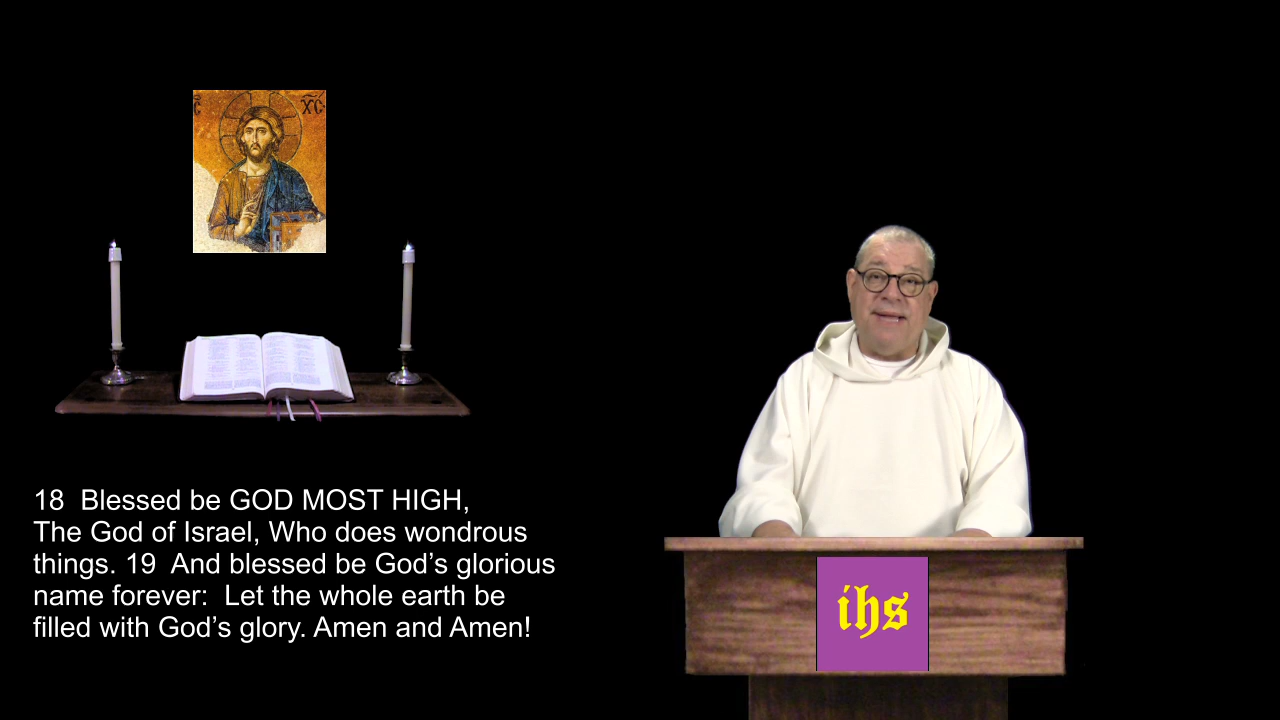 C XC
18 Blessed be GOD MOST HIGH,
The God of Israel, Who does wondrous
things. 19 And blessed be God’s glorious
name forever: Let the whole earth be
filled with God’s glory. Amen and Amen!
ihs